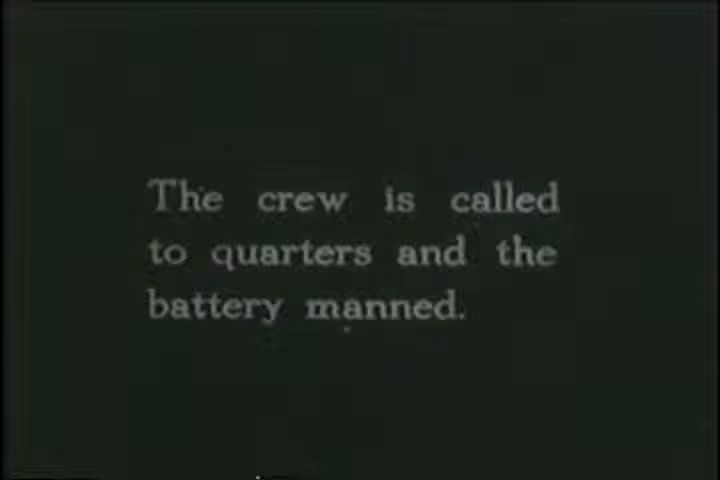 The crew is called
to quarters and the
battery manned.